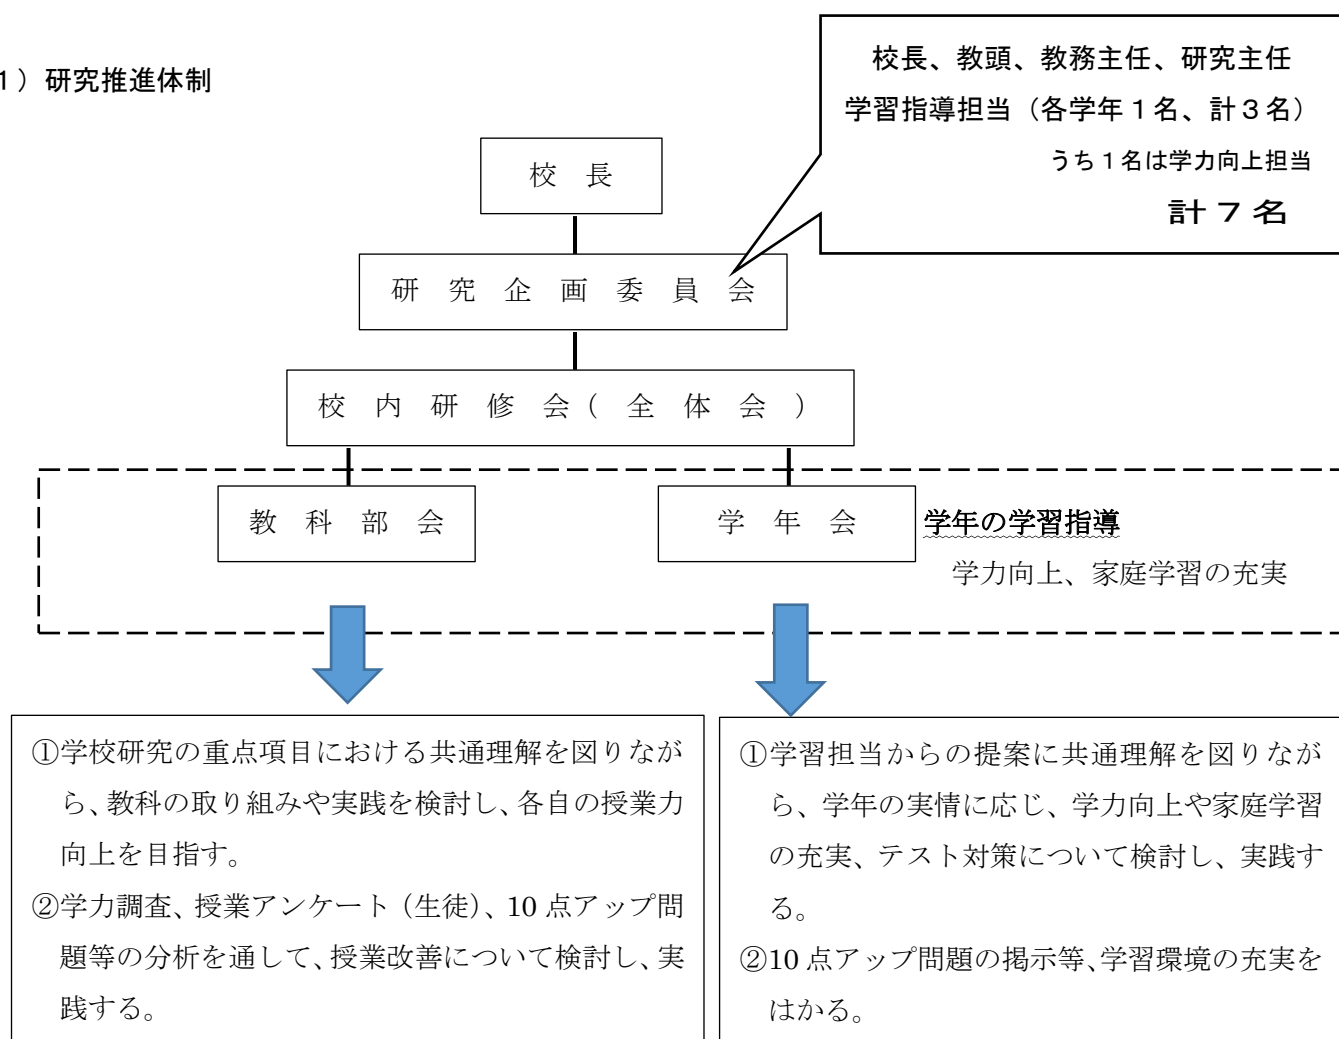 1）研究推進体制
校長、教頭、教務主任、研究主任
学習指導担当（各学年１名、計３名）
うち１名は学力向上担当
計７名
校　長
研　究　企　画　委　員　会
校　内　研　修　会（　全　体　会　）
教　科　部　会
学　年　会
学年の学習指導
学力向上、家庭学習の充実
①学校研究の重点項目における共通理解を図りなが
ら、教科の取り組みや実践を検討し、各自の授業力
向上を目指す。
②学力調査、授業アンケート（生徒）、10 点アップ問
題等の分析を通して、授業改善について検討し、実
践する。
①学習担当からの提案に共通理解を図りなが
ら、学年の実情に応じ、学力向上や家庭学習
の充実、テスト対策について検討し、実践す
る。
②10 点アップ問題の掲示等、学習環境の充実を
はかる。